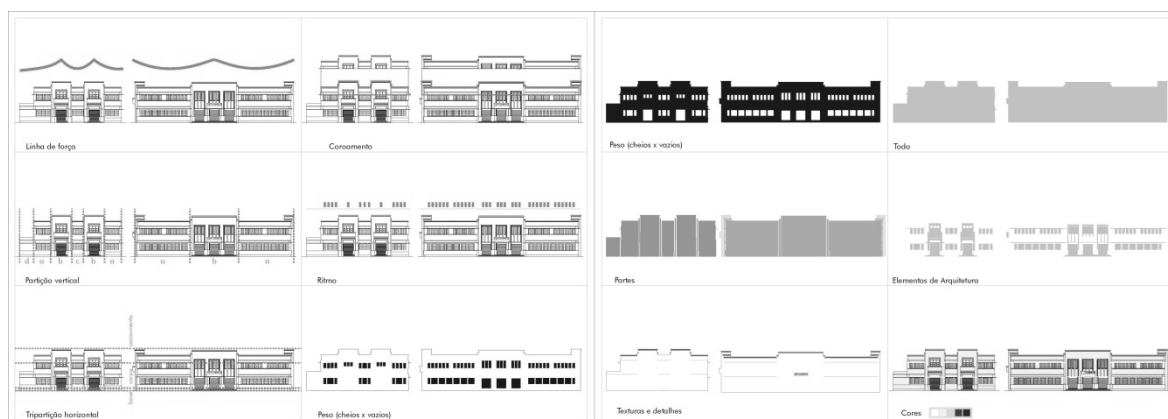 Linha de força
Coroamento
Partição vertical
d a b c b a
a b a
Ritmo
Tripartição horizontal
Peso (cheios x vazios)
Peso (cheios x vazios)
Todo
Partes
Elementos de Arquitetura
Texturas e detalhes
Cores